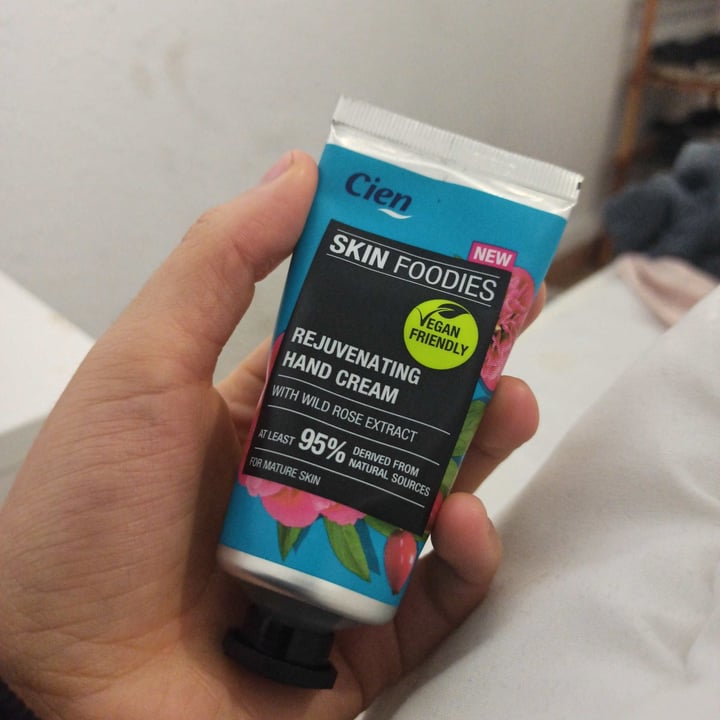 Cien
NEW
SKIN FOODIES
VEGAN
FRIENDLY
REJUVENATING
HAND CREAM
WITH WILD ROSE EXTRACT
AT LEAST 95% DERIVED FROM
NATURAL SOURCES
FOR MATURE SKIN